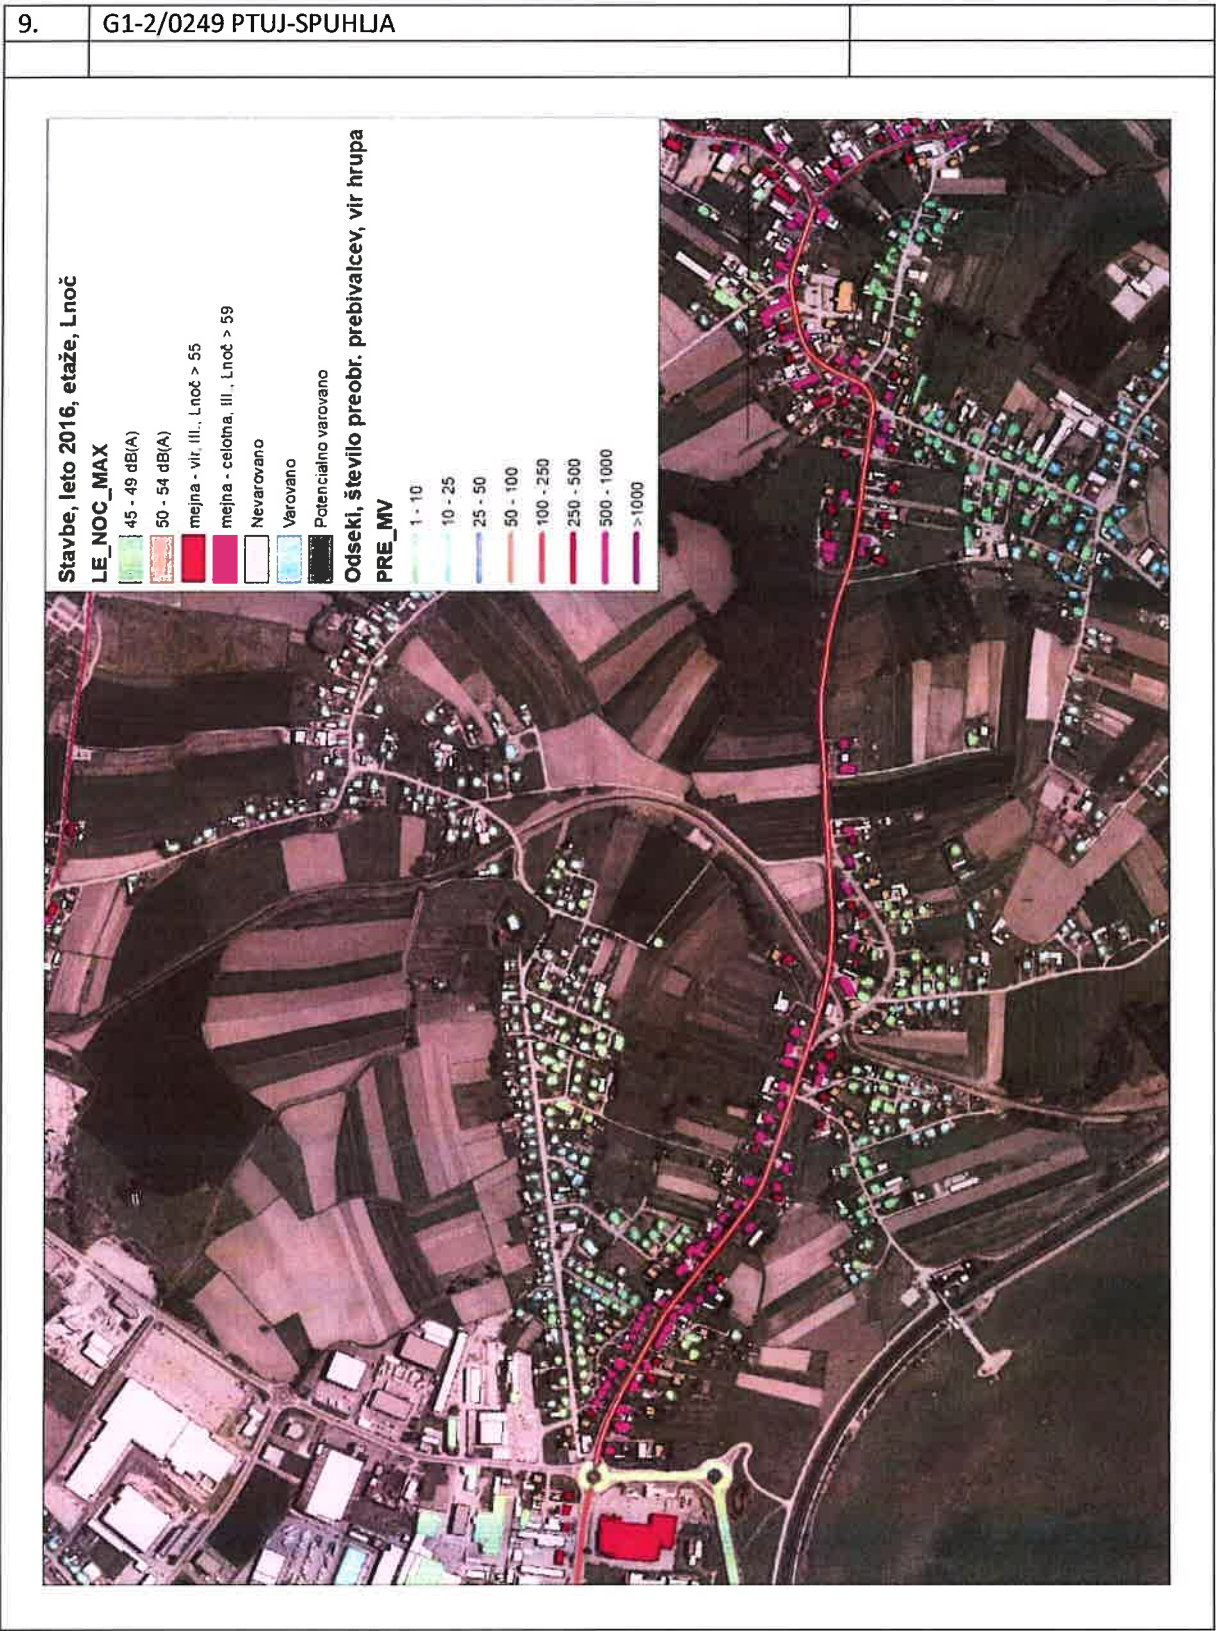 9. G1-2/0249 PTUJ-SPUHLJA
Stavbe, leto 2016, etaže, Lnoč
LE_NOC_MAX
45 - 49 dB(A)
50 - 54 dB(A)
mejna - vir, III., Lnoč > 55
mejna - celotna, III., Lnoč > 59
Nevarovano
Varovano
Potencialno varovano
Odseki, število preobr. prebivalcev, vir hrupa
PRE_MV
1 - 10
10 - 25
25 - 50
50 - 100
100 - 250
250 - 500
500 - 1000
>1000